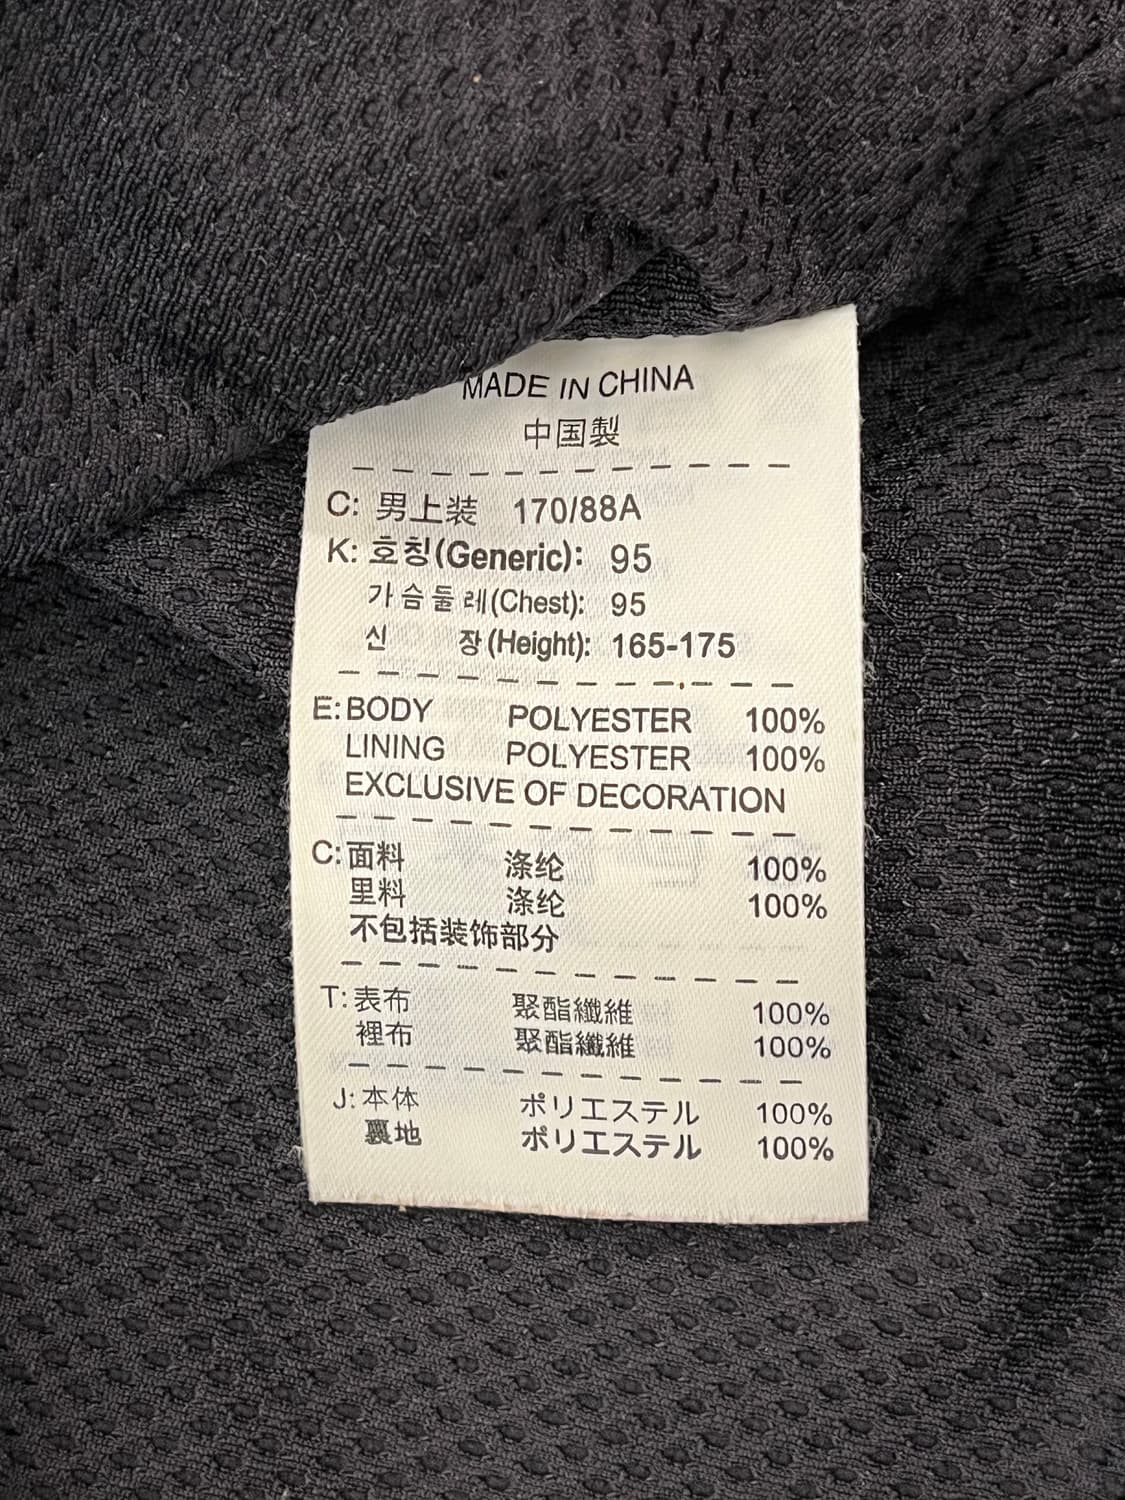 MADE IN CHINA
中国製
C: 男上装 170/88A
K: 호칭(Generic): 95
가슴둘레(Chest): 95
신 장(Height): 165-175
E: BODY POLYESTER 100%
LINING POLYESTER 100%
EXCLUSIVE OF DECORATION
C: 面料 涤纶 100%
里料 涤纶 100%
不包括装饰部分
T: 表布 聚酯纖維 100%
裡布 聚酯纖維 100%
J: 本体 ポリエステル 100%
裏地 ポリエステル 100%